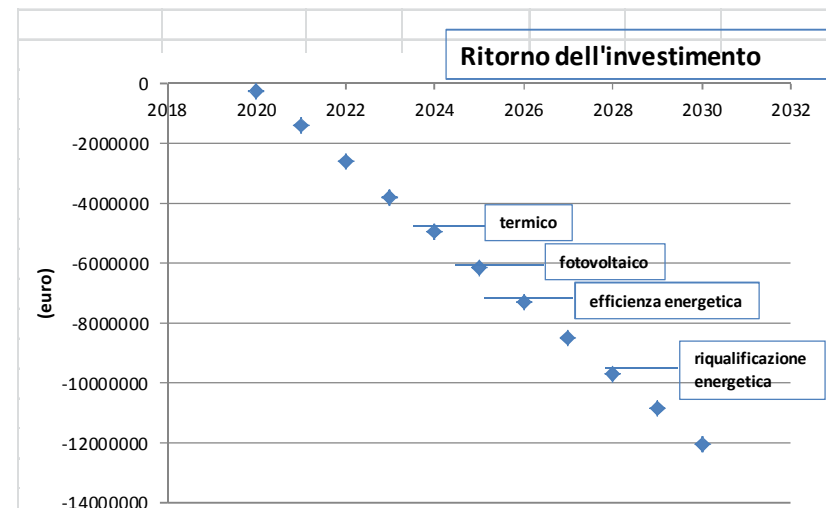 Ritorno dell'investimento
0
2018 2020 2022 2024 2026 2028 2030 2032
-2000000
-4000000
termico
-6000000
fotovoltaico
(euro)
efficienza energetica
-8000000
riqualificazione
energetica
-10000000
-12000000
-14000000